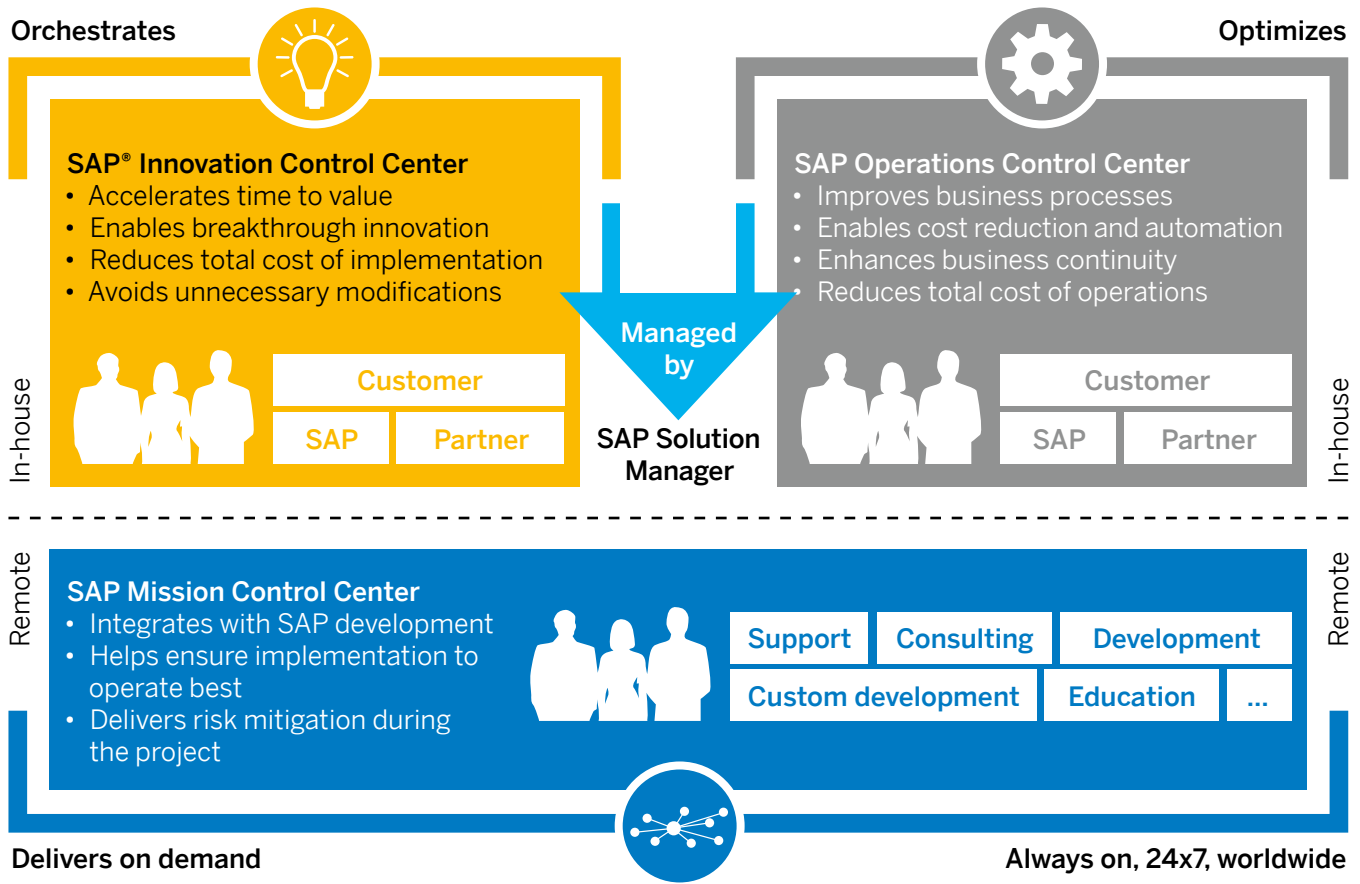 Orchestrates
Optimizes
SAP® Innovation Control Center
• Accelerates time to value
• Enables breakthrough innovation
• Reduces total cost of implementation
• Avoids unnecessary modifications
Customer
SAP
Partner
In-house
Managed
by
SAP Solution
Manager
SAP Operations Control Center
• Improves business processes
• Enables cost reduction and automation
• Enhances business continuity
• Reduces total cost of operations
Customer
SAP
Partner
In-house
Remote
SAP Mission Control Center
• Integrates with SAP development
• Helps ensure implementation to
operate best
• Delivers risk mitigation during
the project
Support
Consulting
Development
Custom development
Education
...
Remote
Delivers on demand
Always on, 24x7, worldwide